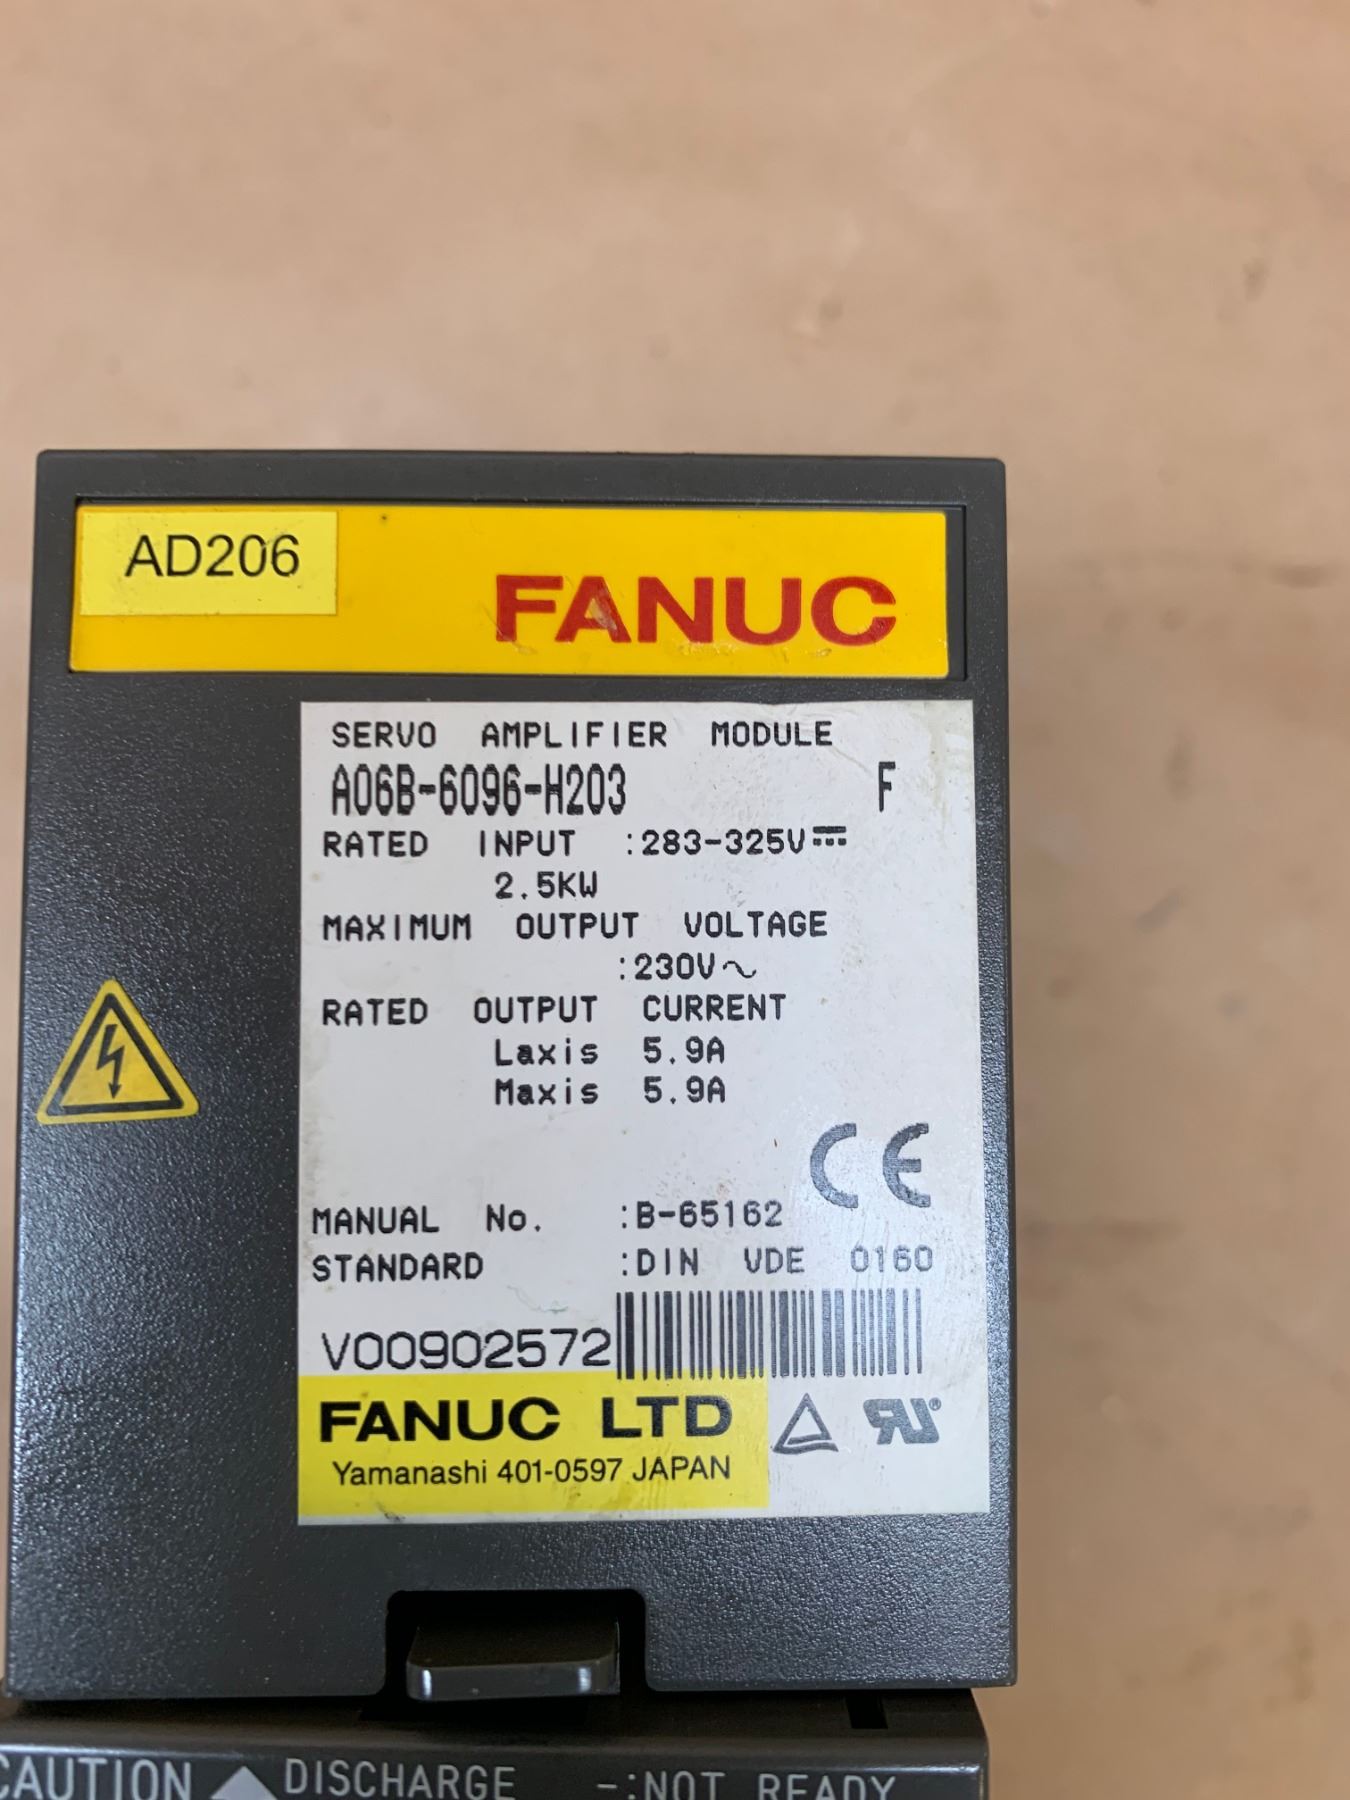 AD206
FANUC
SERVO AMPLIFIER MODULE
A06B-6096-H203 F
RATED INPUT :283-325V⎓
2.5KW
MAXIMUM OUTPUT VOLTAGE
:230V~
RATED OUTPUT CURRENT
Laxis 5.9A
Maxis 5.9A
CE
MANUAL No. :B-65162
STANDARD :DIN VDE 0160
V00902572
FANUC LTD
Yamanashi 401-0597 JAPAN
CAUTION DISCHARGE -:NOT READY